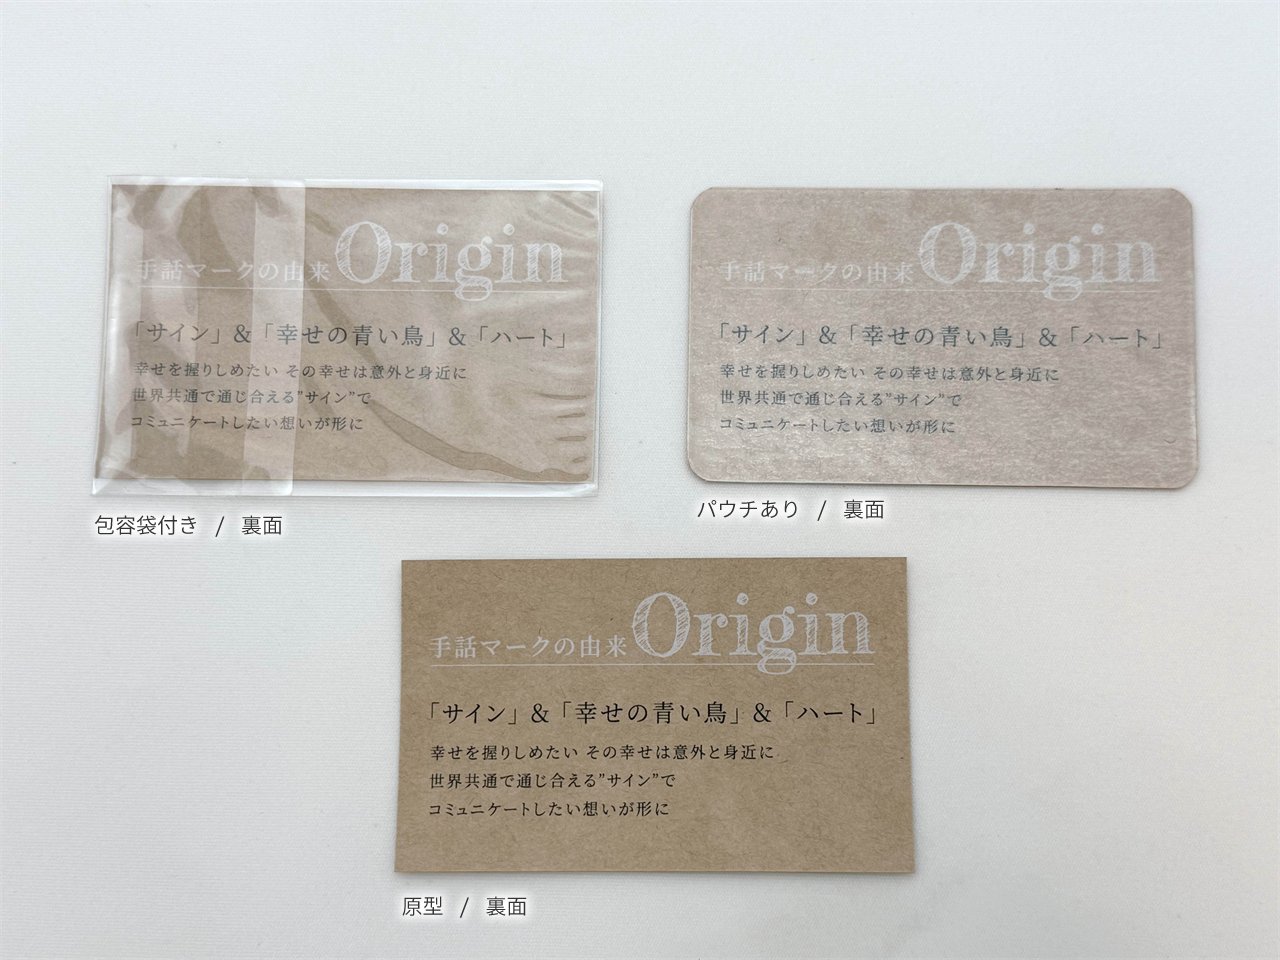 手話マークの由来 Origin
「サイン」&「幸せの青い鳥」&「ハート」
幸せを握りしめたい その幸せは意外と身近に
世界共通で通じ合える”サイン”で
コミュニケートしたい想いが形に
包容袋付き / 裏面
手話マークの由来 Origin
「サイン」&「幸せの青い鳥」&「ハート」
幸せを握りしめたい その幸せは意外と身近に
世界共通で通じ合える”サイン”で
コミュニケートしたい想いが形に
パウチあり / 裏面
手話マークの由来 Origin
「サイン」&「幸せの青い鳥」&「ハート」
幸せを握りしめたい その幸せは意外と身近に
世界共通で通じ合える”サイン”で
コミュニケートしたい想いが形に
原型 / 裏面